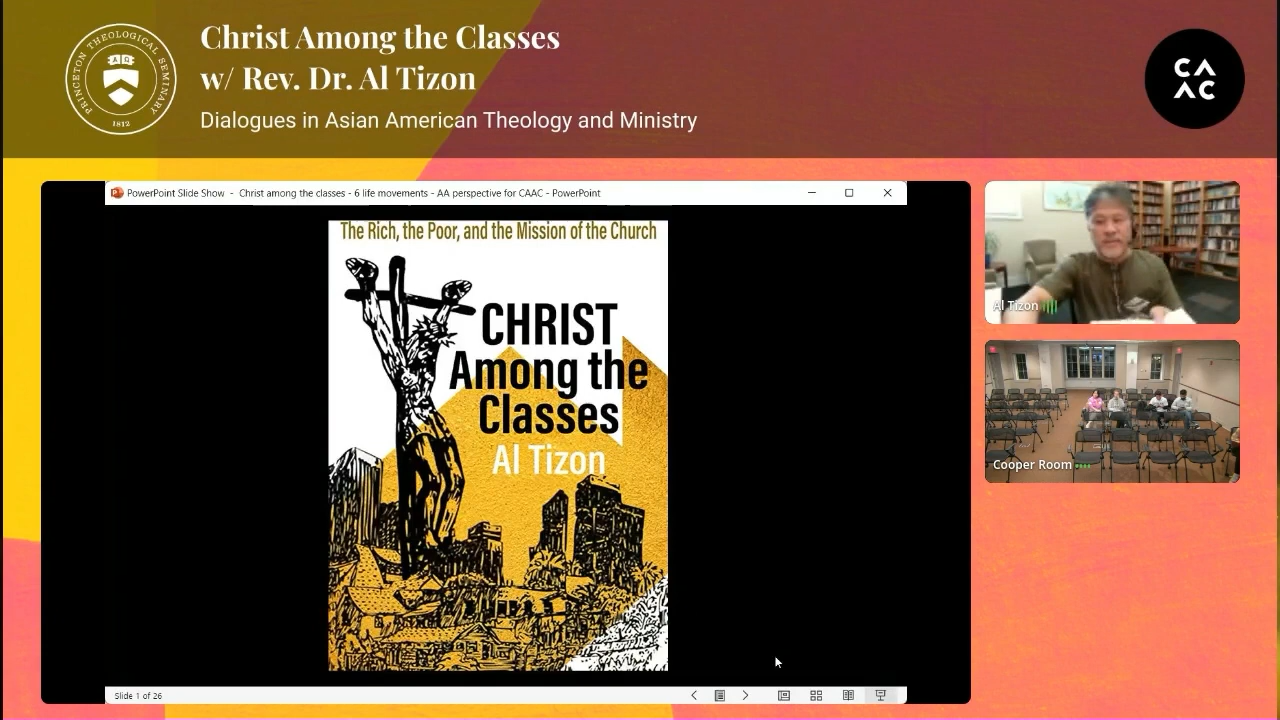 PRINCETON THEOLOGICAL SEMINARY
1812
Christ Among the Classes
w/ Rev. Dr. Al Tizon
Dialogues in Asian American Theology and Ministry
CA
AC
PowerPoint Slide Show - Christ among the classes - 6 life movements - AA perspective for CAAC - PowerPoint
The Rich, the Poor, and the Mission of the Church
CHRIST
Among the
Classes
Al Tizon
Slide 1 of 26
Al Tizon
Cooper Room